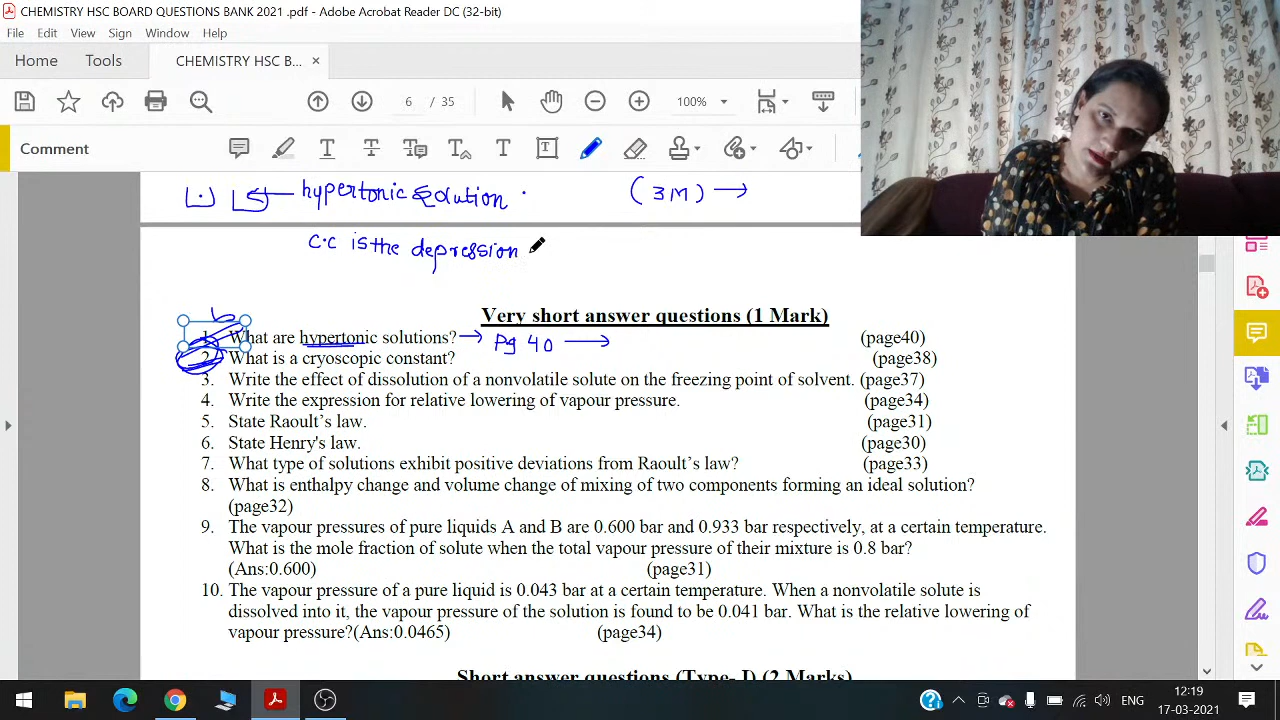 CHEMISTRY HSC BOARD QUESTIONS BANK 2021 .pdf - Adobe Acrobat Reader DC (32-bit)
File Edit View Sign Window Help
Home Tools CHEMISTRY HSC B... ×
6 / 35 100%
Comment
hypertonic solution (3M) →
C.C is the depression
Very short answer questions (1 Mark)
1. What are hypertonic solutions? → Pg 40 → (page40)
2. What is a cryoscopic constant? (page38)
3. Write the effect of dissolution of a nonvolatile solute on the freezing point of solvent. (page37)
4. Write the expression for relative lowering of vapour pressure. (page34)
5. State Raoult’s law. (page31)
6. State Henry's law. (page30)
7. What type of solutions exhibit positive deviations from Raoult’s law? (page33)
8. What is enthalpy change and volume change of mixing of two components forming an ideal solution?
(page32)
9. The vapour pressures of pure liquids A and B are 0.600 bar and 0.933 bar respectively, at a certain temperature.
What is the mole fraction of solute when the total vapour pressure of their mixture is 0.8 bar?
(Ans:0.600) (page31)
10. The vapour pressure of a pure liquid is 0.043 bar at a certain temperature. When a nonvolatile solute is
dissolved into it, the vapour pressure of the solution is found to be 0.041 bar. What is the relative lowering of
vapour pressure?(Ans:0.0465) (page34)
Short answer questions (Type- I) (2 Marks)
ENG 12:19
17-03-2021